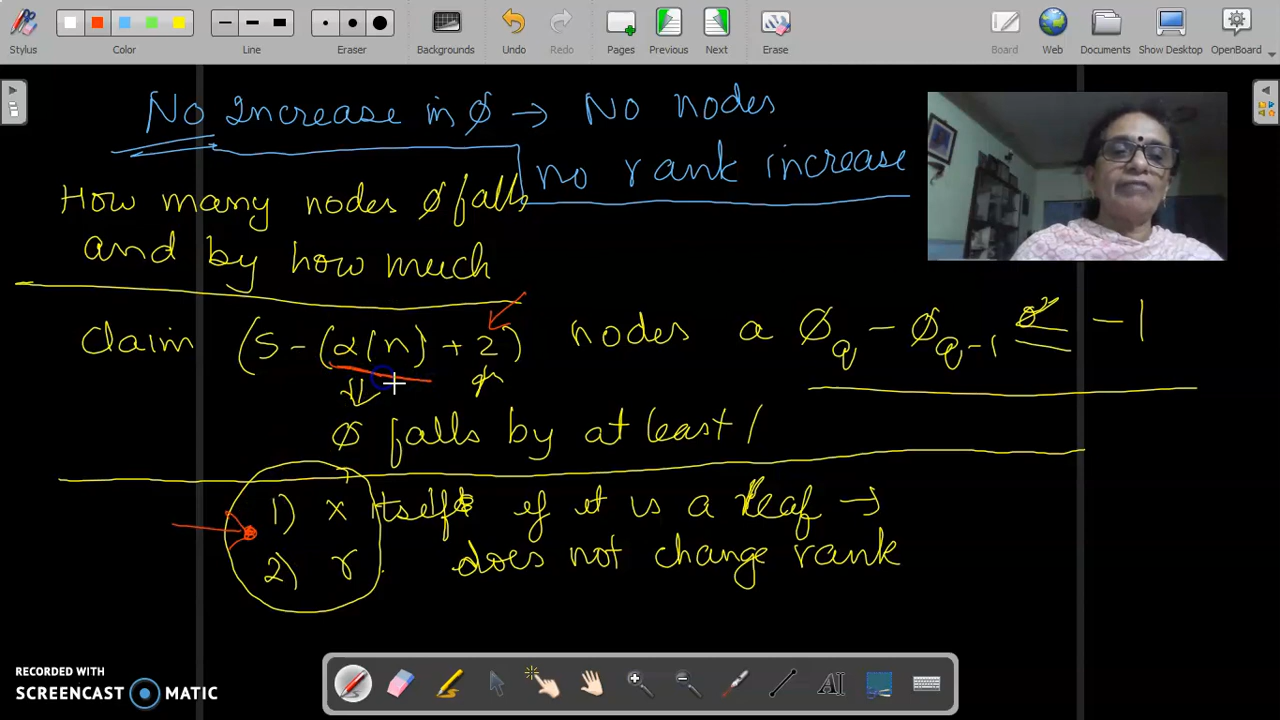 Stylus Color Line Eraser Backgrounds Undo Redo Pages Previous Next Erase Board Web Documents Show Desktop OpenBoard
No Increase in ϕ → No nodes
no rank increase
How many nodes ϕ falls
and by how much
Claim (S - (α(n) + 2) nodes a ϕq - ϕq-1 ≤ -1
ϕ falls by at least 1
1) x itself if it is a leaf →
does not change rank
2) r
RECORDED WITH
SCREENCAST MATIC